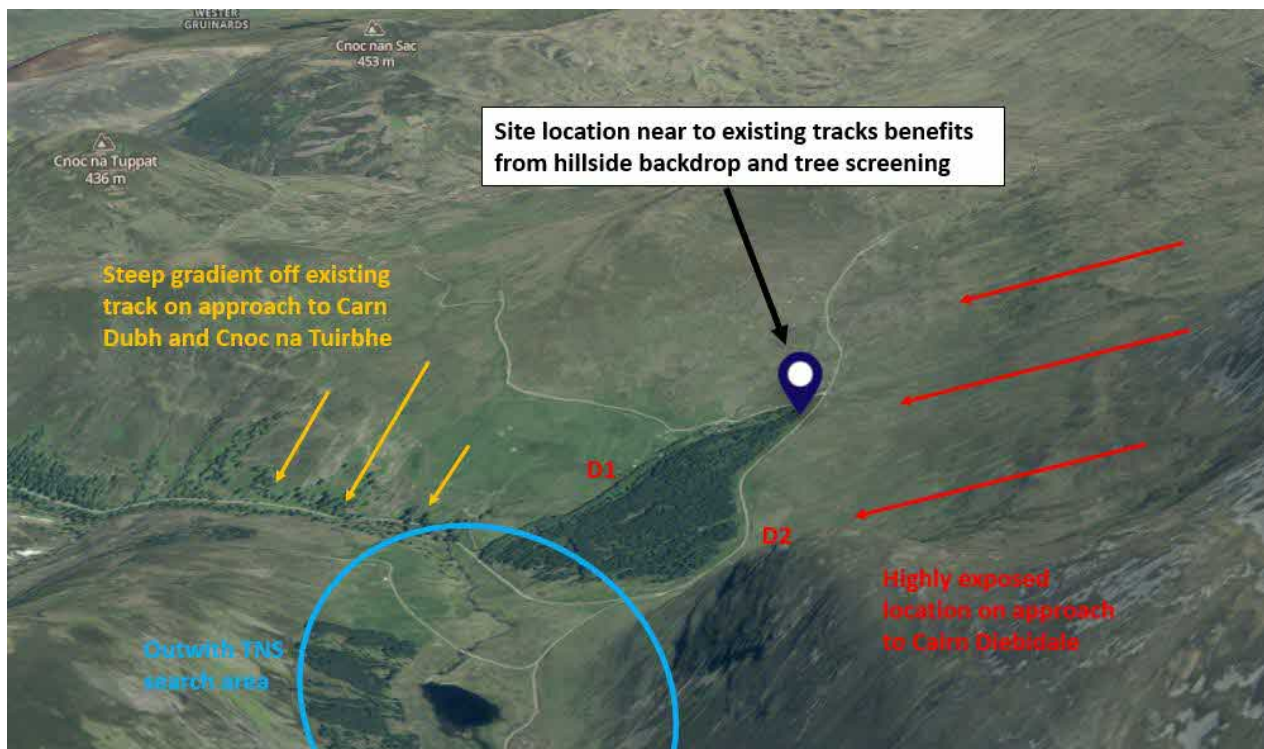 WESTER
GRUINARDS
Cnoc nan Sac
453 m
Cnoc na Tuppat
436 m
Site location near to existing tracks benefits
from hillside backdrop and tree screening
Steep gradient off existing
track on approach to Carn
Dubh and Cnoc na Tuirbhe
D1
D2
Highly exposed
location on approach
to Cairn Diebidale
Outwith TNS
search area